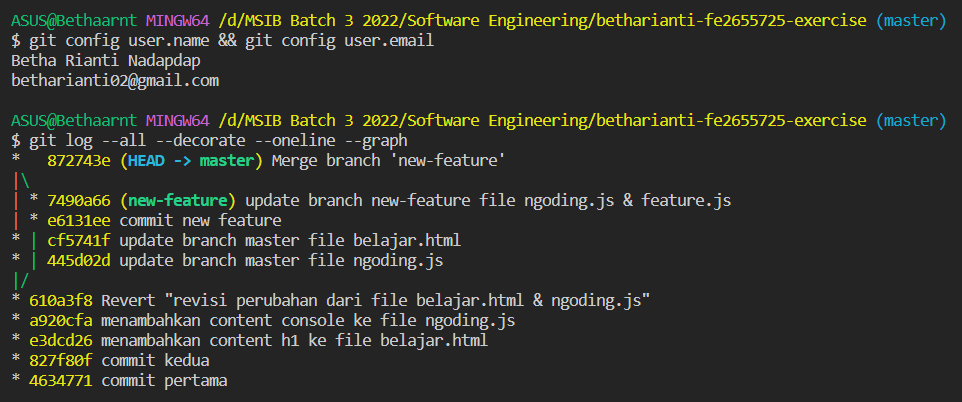 ASUS@Bethaarnt MINGW64 /d/MSIB Batch 3 2022/Software Engineering/betharianti-fe2655725-exercise (master)
$ git config user.name && git config user.email
Betha Rianti Nadapdap
betharianti02@gmail.com

ASUS@Bethaarnt MINGW64 /d/MSIB Batch 3 2022/Software Engineering/betharianti-fe2655725-exercise (master)
$ git log --all --decorate --oneline --graph
*   872743e (HEAD -> master) Merge branch 'new-feature'
|\
| * 7490a66 (new-feature) update branch new-feature file ngoding.js & feature.js
| * e6131ee commit new feature
* | cf5741f update branch master file belajar.html
* | 445d02d update branch master file ngoding.js
|/
* 610a3f8 Revert "revisi perubahan dari file belajar.html & ngoding.js"
* a920cfa menambahkan content console ke file ngoding.js
* e3dcd26 menambahkan content h1 ke file belajar.html
* 827f80f commit kedua
* 4634771 commit pertama